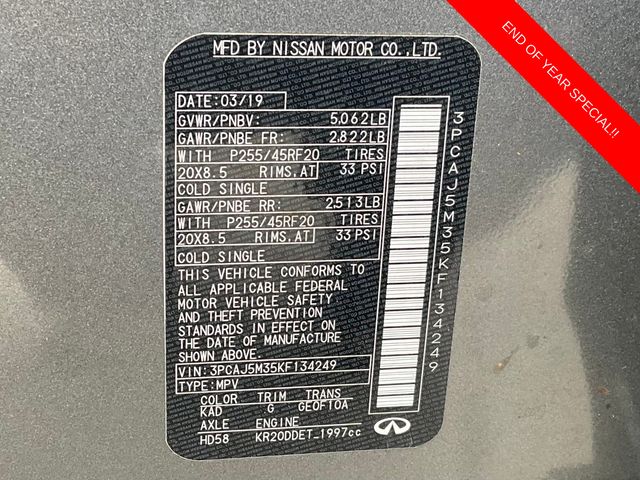 END OF YEAR SPECIAL!!
MFD BY NISSAN MOTOR CO.,LTD.
DATE: 03/19
GVWR/PNBV: 5,062LB
GAWR/PNBE FR: 2,822LB
WITH P255/45RF20 TIRES
20X8.5 RIMS,AT 33 PSI
COLD SINGLE
GAWR/PNBE RR: 2,513LB
WITH P255/45RF20 TIRES
20X8.5 RIMS,AT 33 PSI
COLD SINGLE
THIS VEHICLE CONFORMS TO
ALL APPLICABLE FEDERAL
MOTOR VEHICLE SAFETY
AND THEFT PREVENTION
STANDARDS IN EFFECT ON
THE DATE OF MANUFACTURE
SHOWN ABOVE.
VIN: 3PCAJ5M35KF134249
TYPE: MPV
COLOR TRIM TRANS
KAD G GEOF10A
AXLE ENGINE
HD58 KR20DDET_1997cc
3PCAJ5M35KF134249